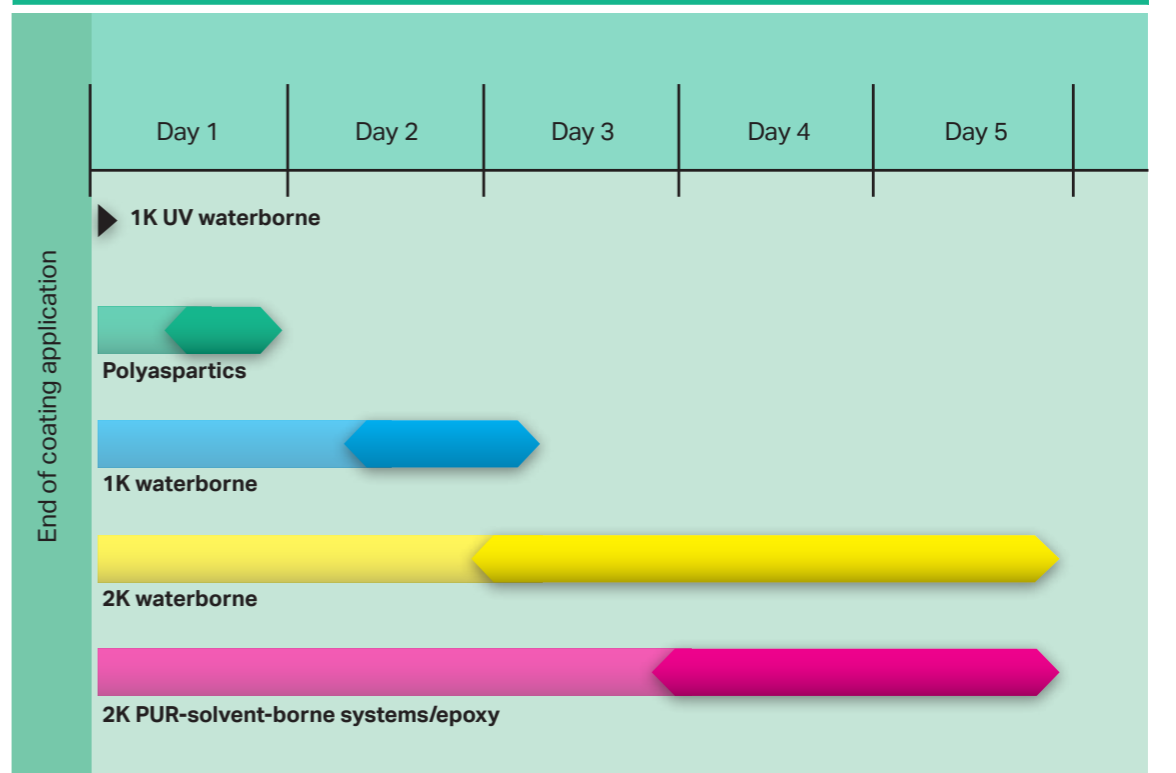 End of coating application
Day 1 Day 2 Day 3 Day 4 Day 5
1K UV waterborne
Polyaspartics
1K waterborne
2K waterborne
2K PUR-solvent-borne systems/epoxy